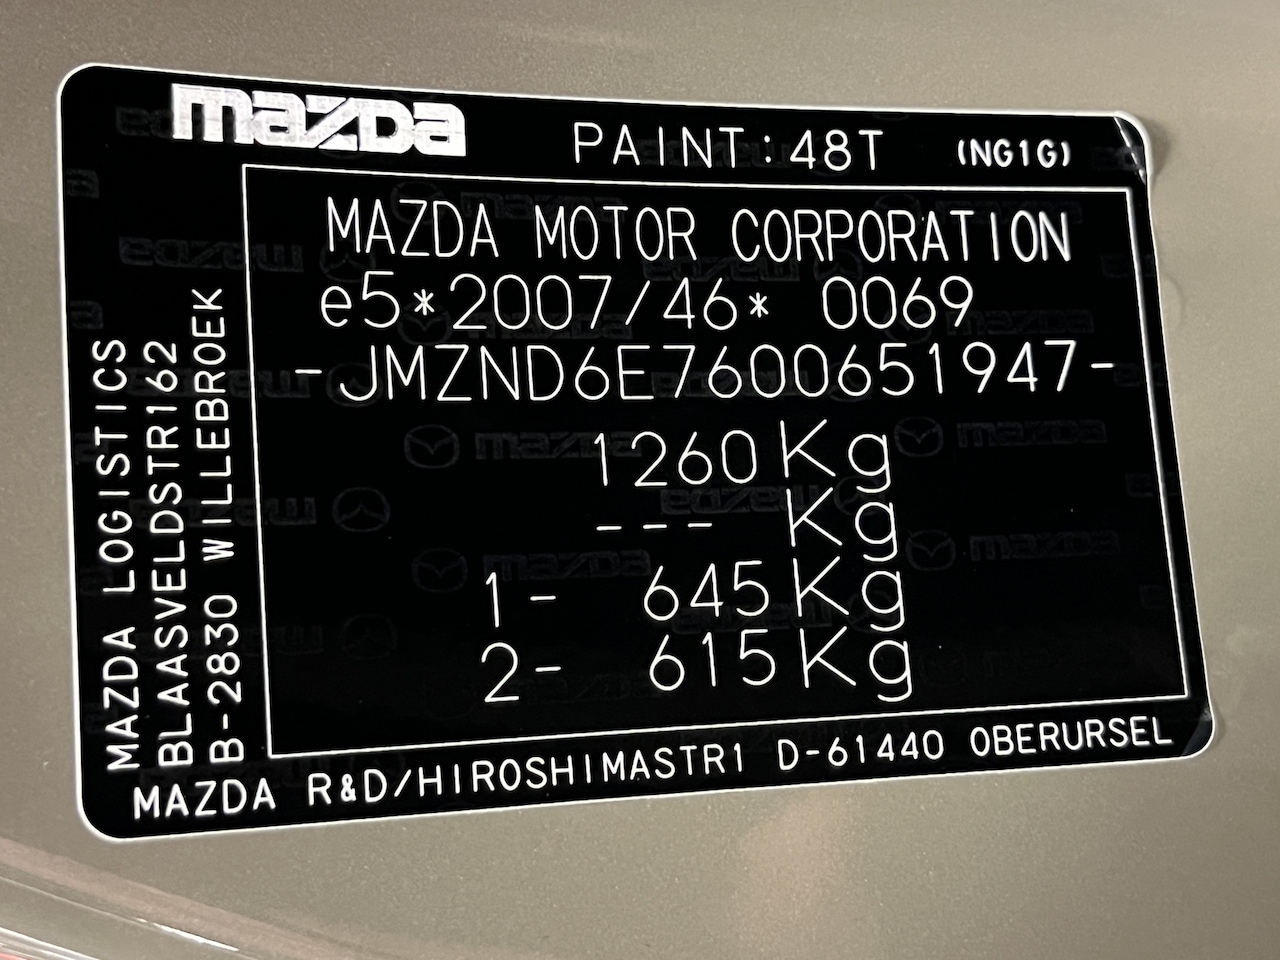 mazda
PAINT:48T (NG1G)
MAZDA MOTOR CORPORATION
e5*2007/46* 0069
-JMZND6E7600651947-
1260Kg
--- Kg
1- 645Kg
2- 615Kg
MAZDA LOGISTICS
BLAASVELDSTR162
B-2830 WILLEBROEK
MAZDA R&D/HIROSHIMASTR1 D-61440 OBERURSEL